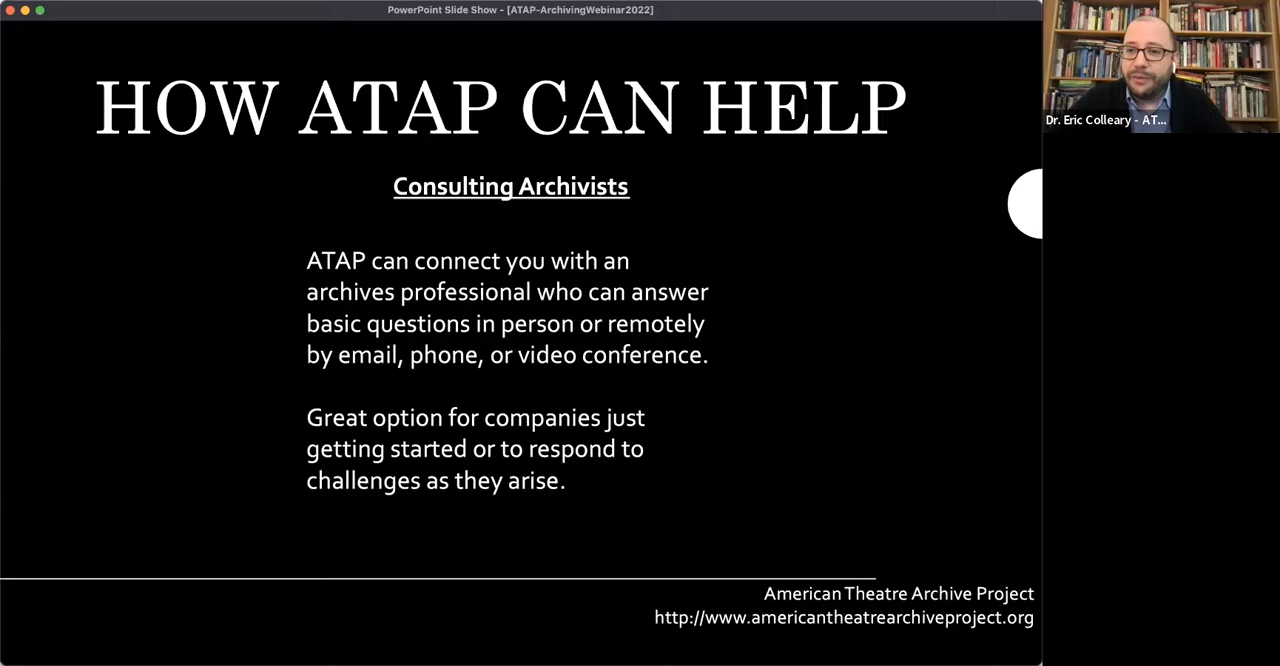 PowerPoint Slide Show - [ATAP-ArchivingWebinar2022]
HOW ATAP CAN HELP
Consulting Archivists
ATAP can connect you with an
archives professional who can answer
basic questions in person or remotely
by email, phone, or video conference.
Great option for companies just
getting started or to respond to
challenges as they arise.
American Theatre Archive Project
http://www.americantheatrearchiveproject.org
Dr. Eric Colleary - AT...